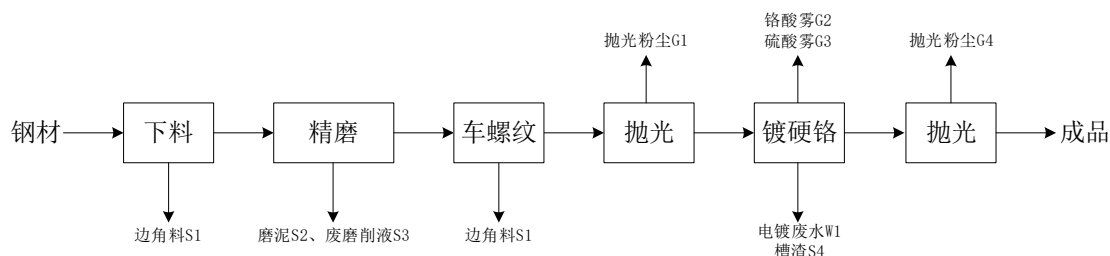 铬酸雾G2
抛光粉尘G1
硫酸雾G3
抛光粉尘G4
钢材
下料
精磨
车螺纹
抛光
镀硬铬
抛光
成品
边角料S1
磨泥S2、废磨削液S3
边角料S1
电镀废水W1
槽渣S4